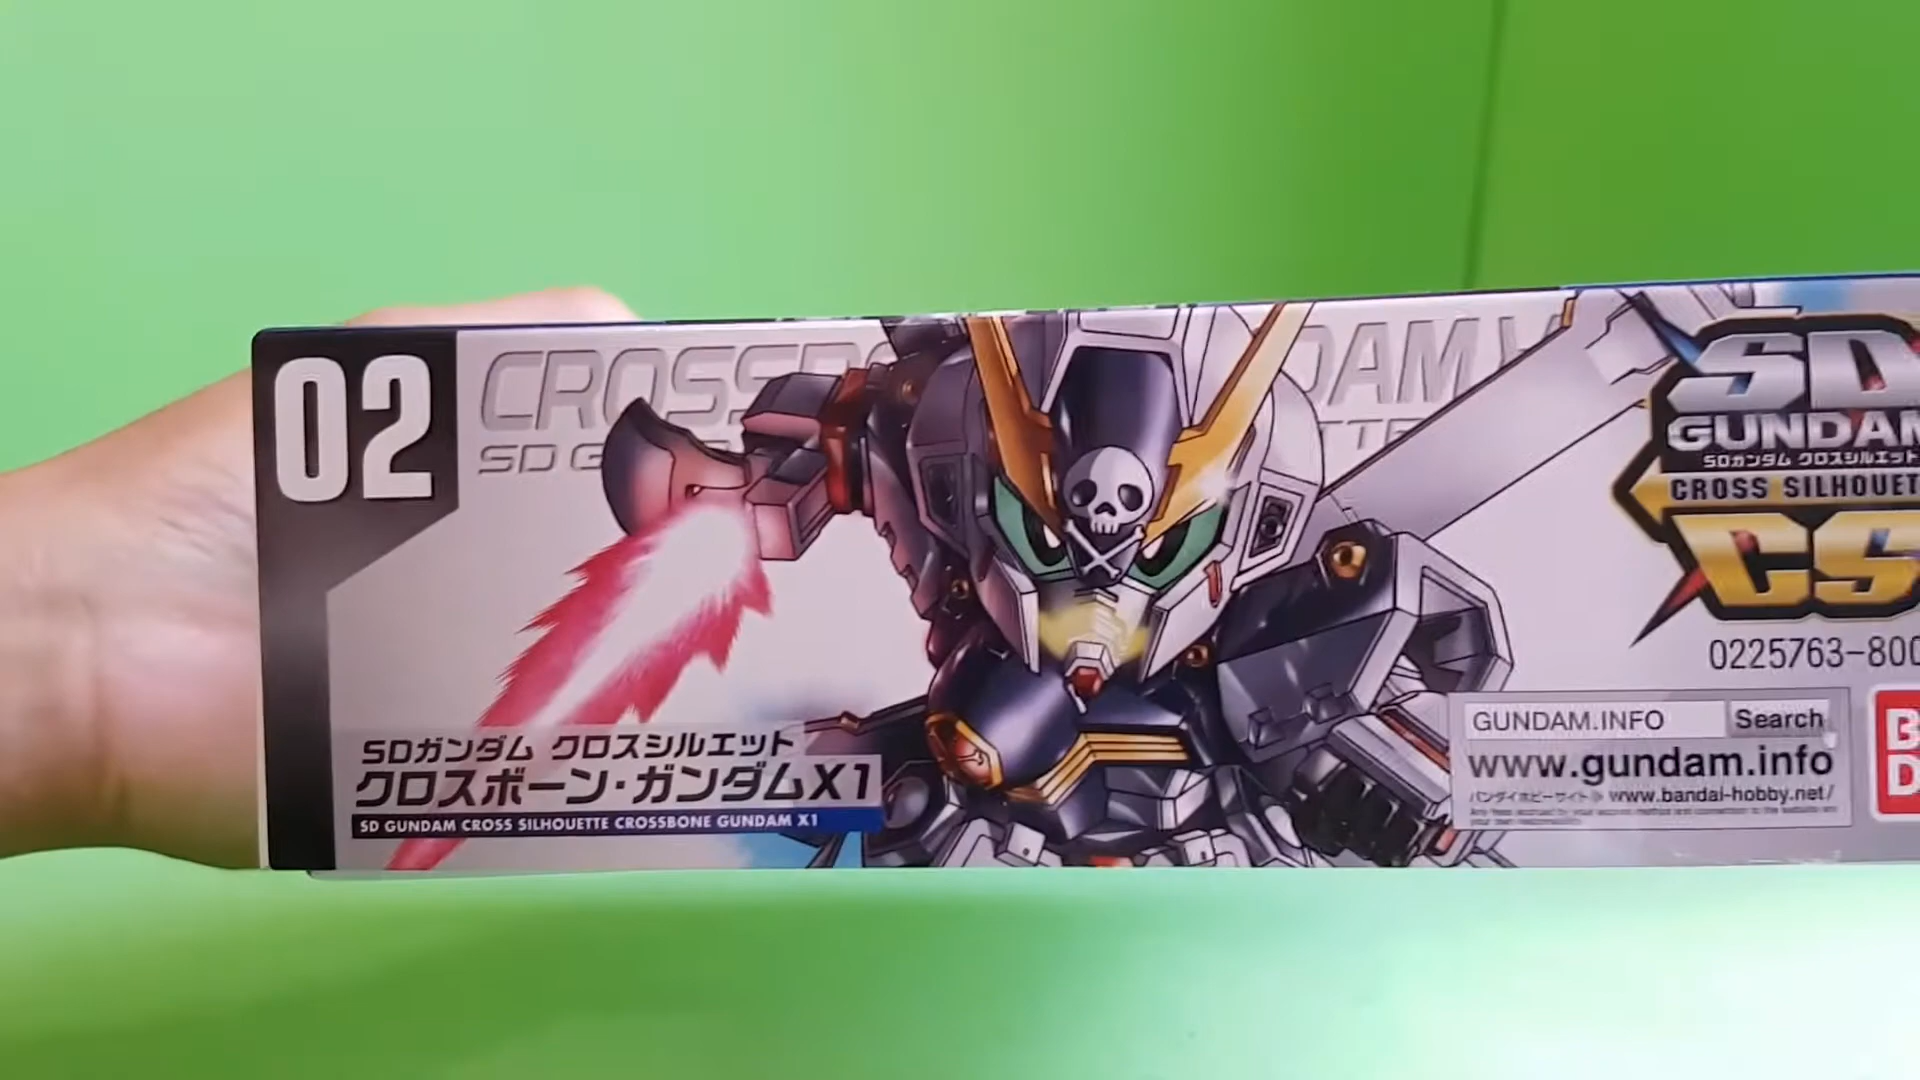 02
CROSSB DAM
SD G TTE
SD
GUNDAM
SDガンダム クロスシルエット
CROSS SILHOUET
CS
0225763-800
GUNDAM.INFO Search
www.gundam.info
バンダイホビーサイト www.bandai-hobby.net/
B
D
SDガンダム クロスシルエット
クロスボーン・ガンダムX1
SD GUNDAM CROSS SILHOUETTE CROSSBONE GUNDAM X1